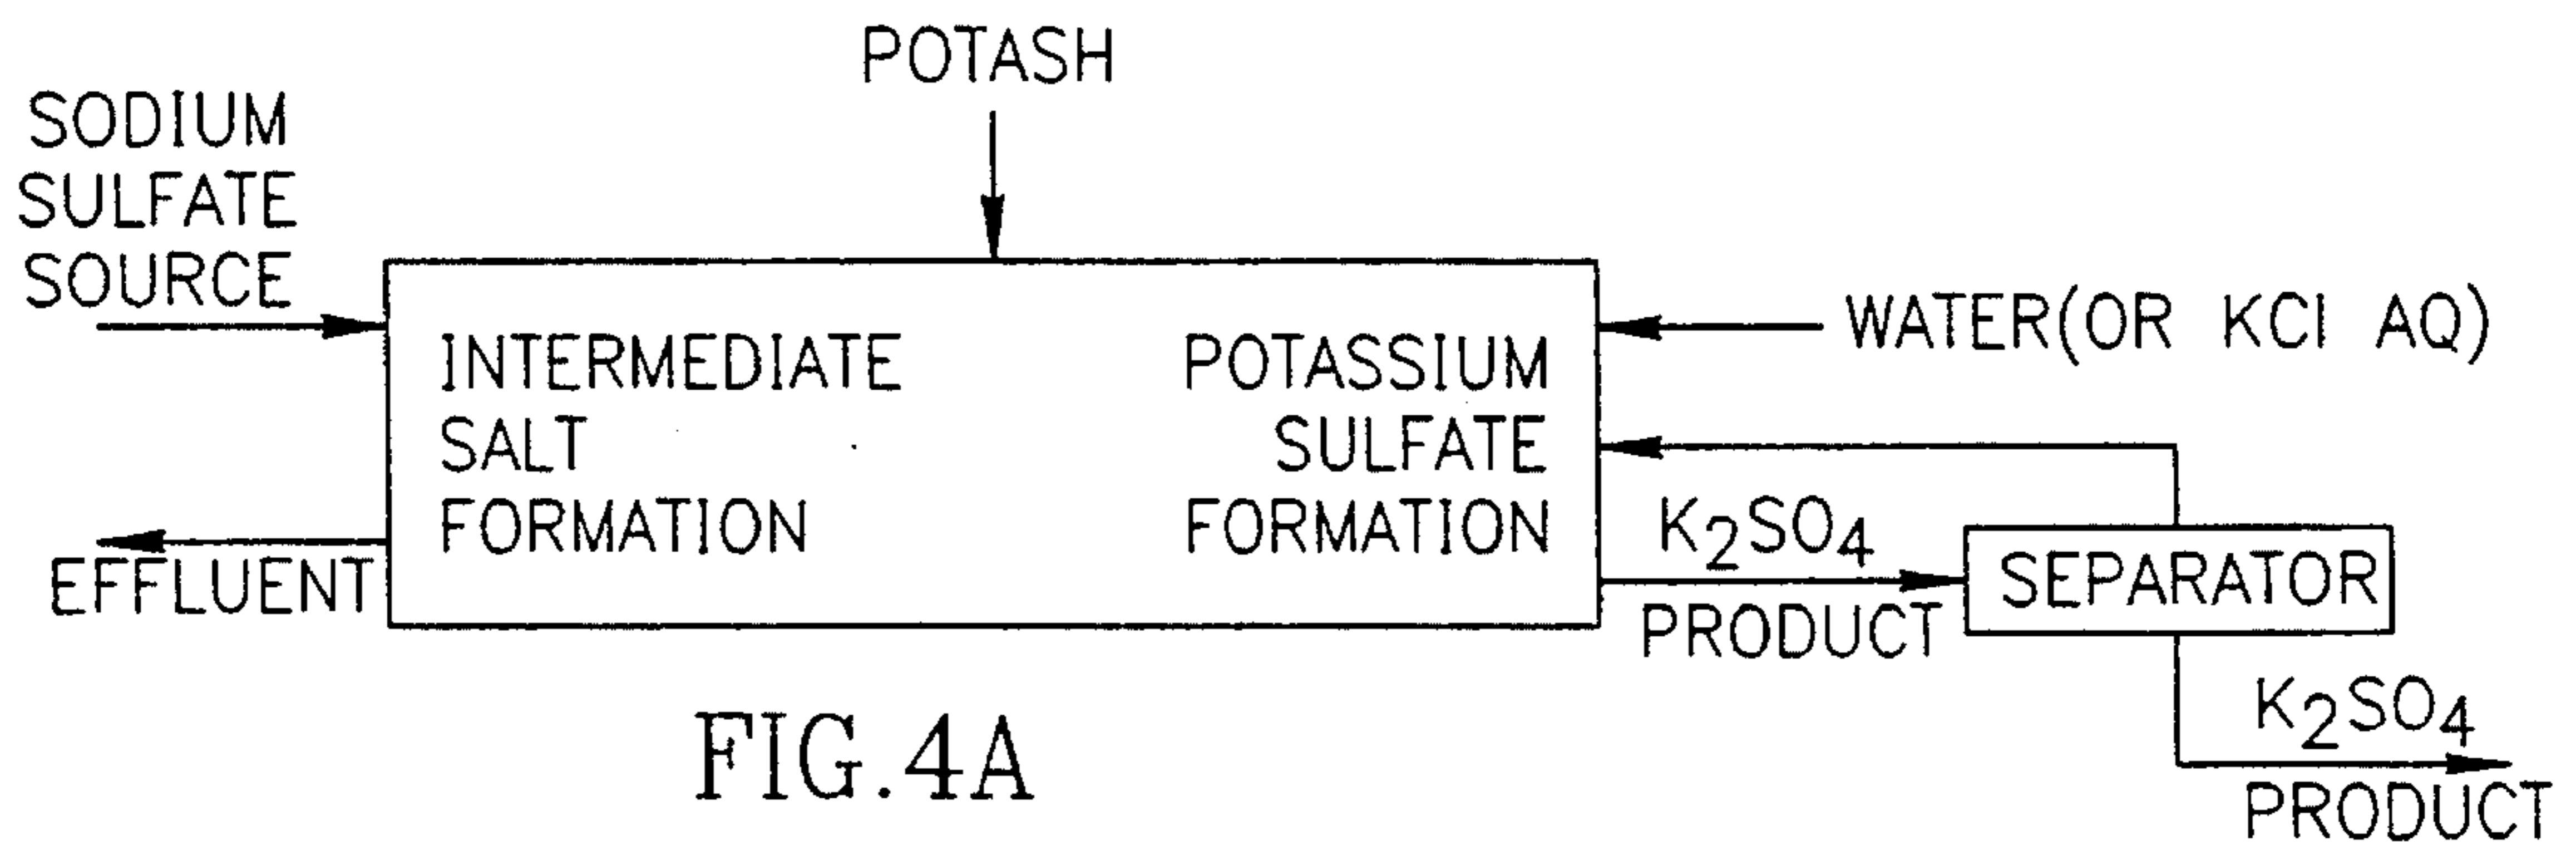 POTASH
SODIUM
SULFATE
SOURCE
WATER(OR KCl AQ)
INTERMEDIATE
SALT
FORMATION
POTASSIUM
SULFATE
FORMATION
EFFLUENT
K₂SO₄
PRODUCT
SEPARATOR
K₂SO₄
PRODUCT
FIG.4A